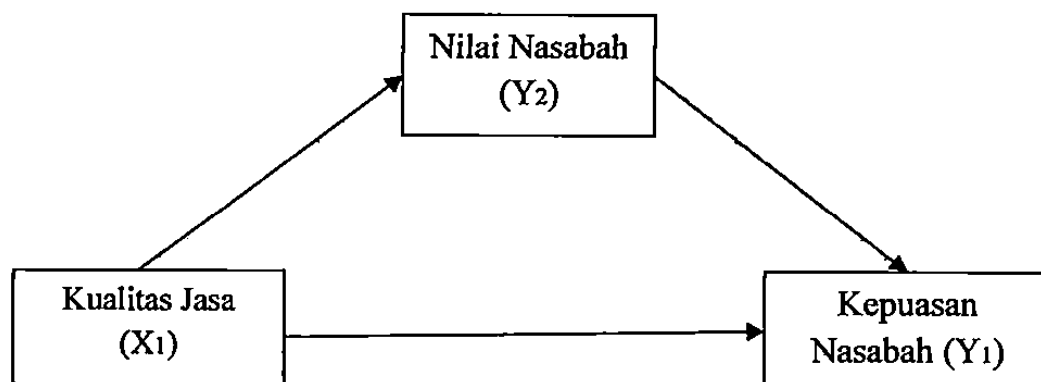 Nilai Nasabah
(Y2)
Kualitas Jasa
(X1)
Kepuasan
Nasabah (Y1)